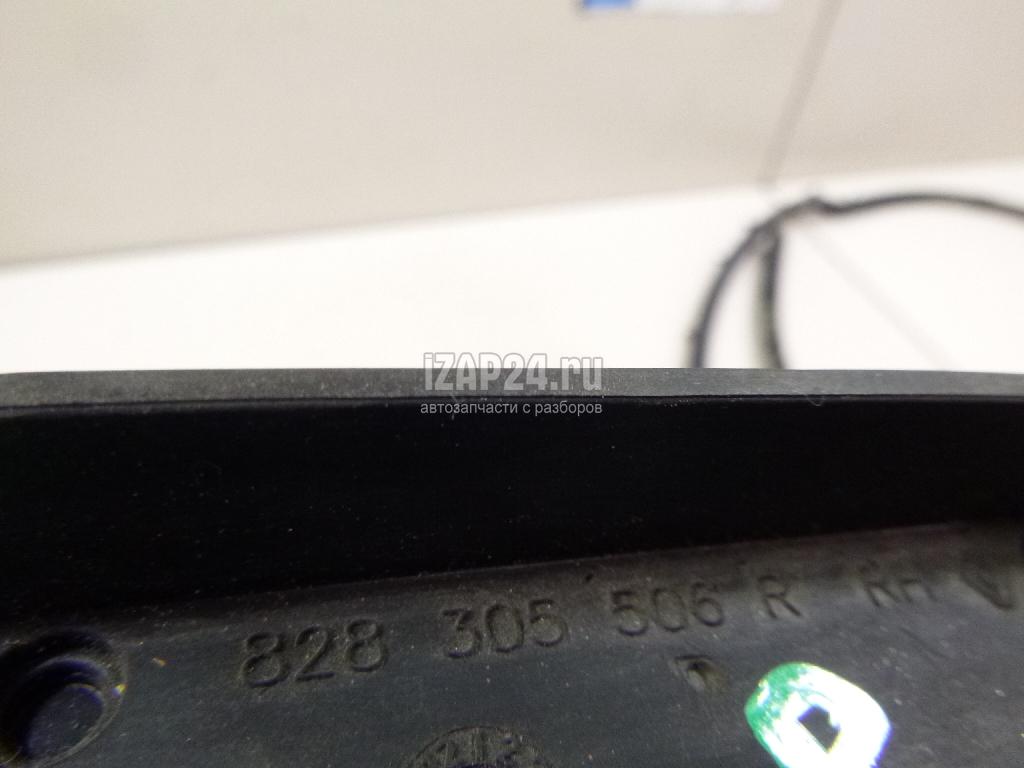 iZAP24.ru
автозапчасти с разборов
828 305 506 R RH